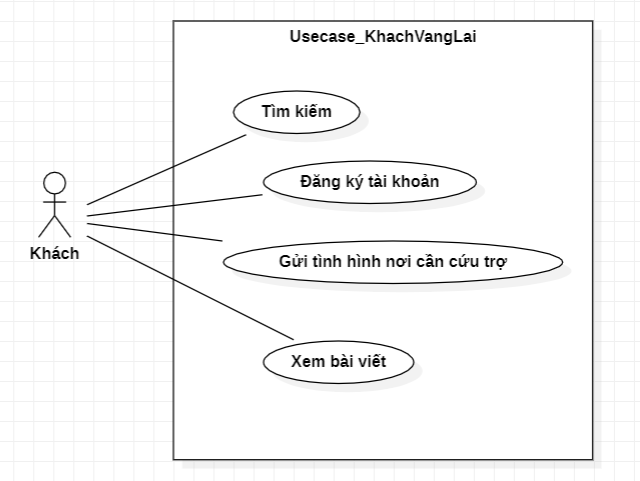 Usecase_KhachVangLai
Tìm kiếm
Đăng ký tài khoản
Khách
Gửi tình hình nơi cần cứu trợ
Xem bài viết